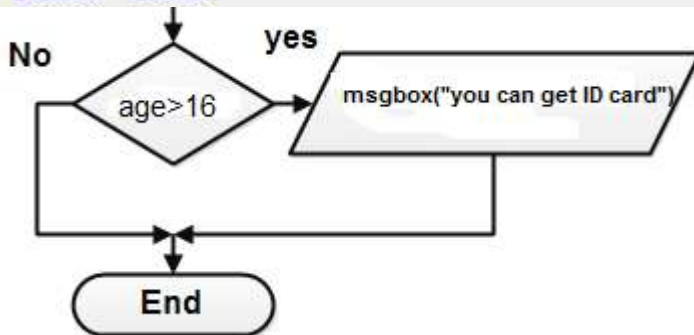 No
yes
age>16
msgbox("you can get ID card")
End